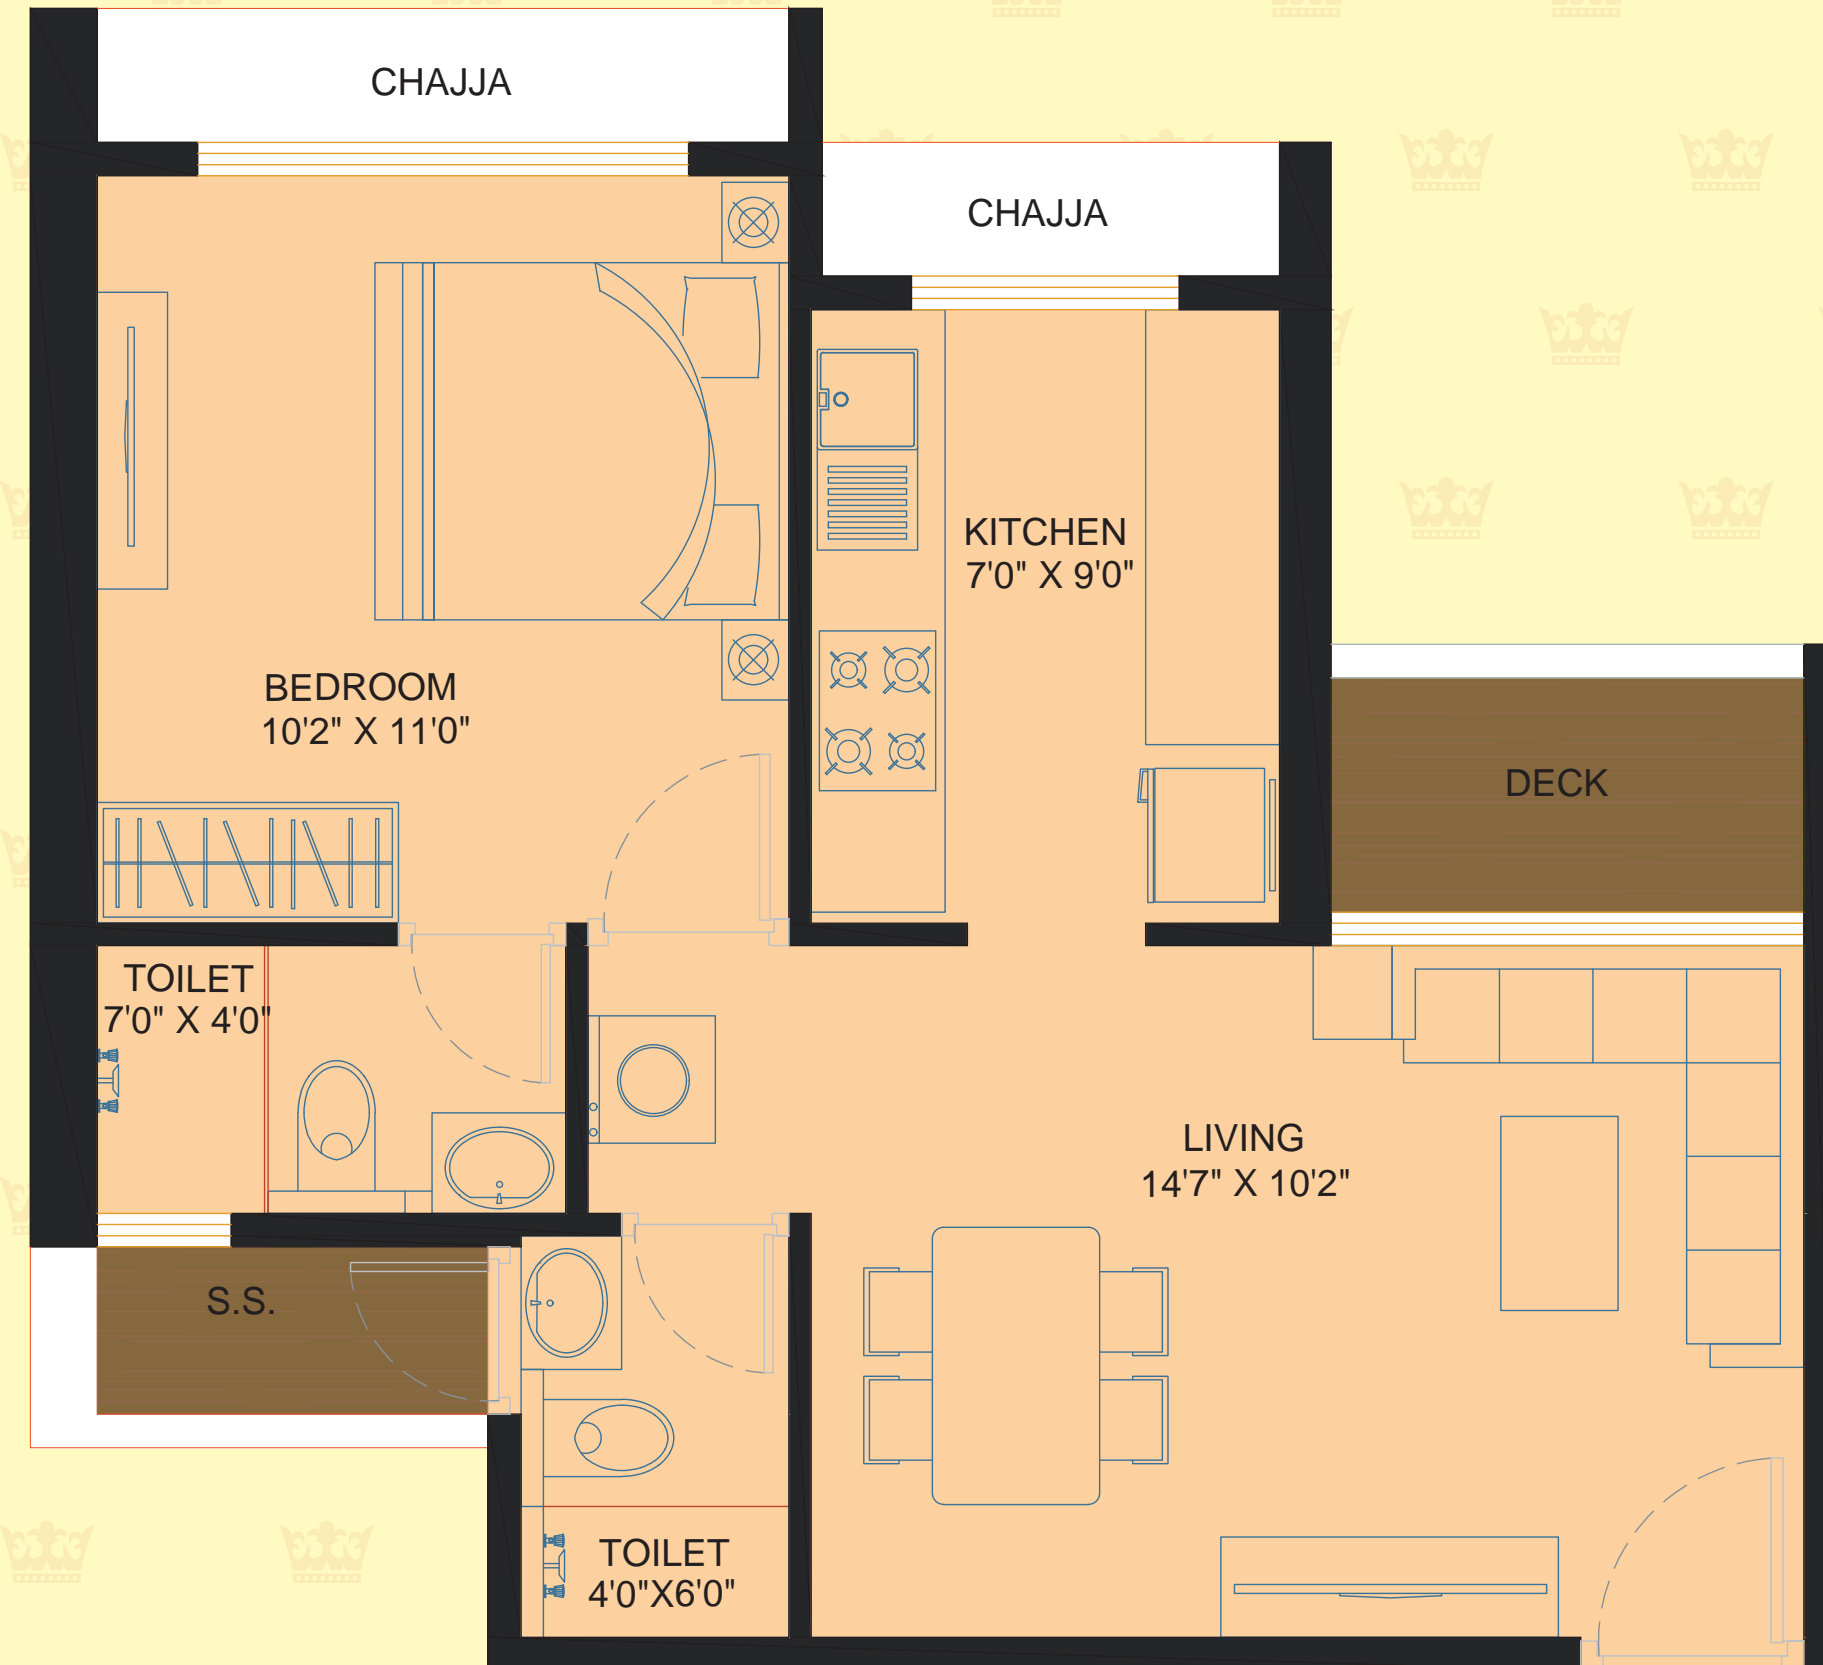 CHAJJA
CHAJJA
KITCHEN
7'0" X 9'0"
BEDROOM
10'2" X 11'0"
DECK
TOILET
7'0" X 4'0"
LIVING
14'7" X 10'2"
S.S.
TOILET
4'0"X6'0"